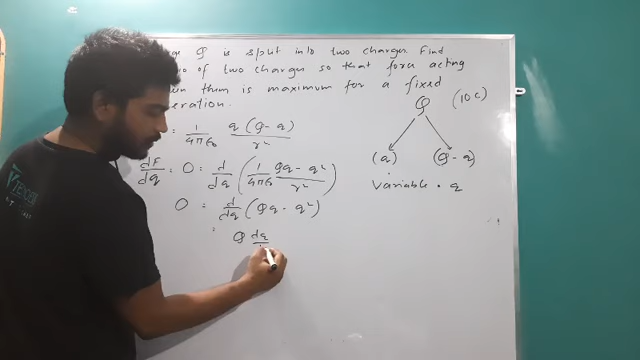 Q is split into two charges. Find
of two charges so that force acting
them is maximum for a fixed
Q (10 C)
= 1/4πε₀ q (Q - q)/r²
(q) (Q - q)
dF/dq = 0 = d/dq (1/4πε₀ Qq - q²/r²)
Variable = q
0 = d/dq (Qq - q²)
= Q dq